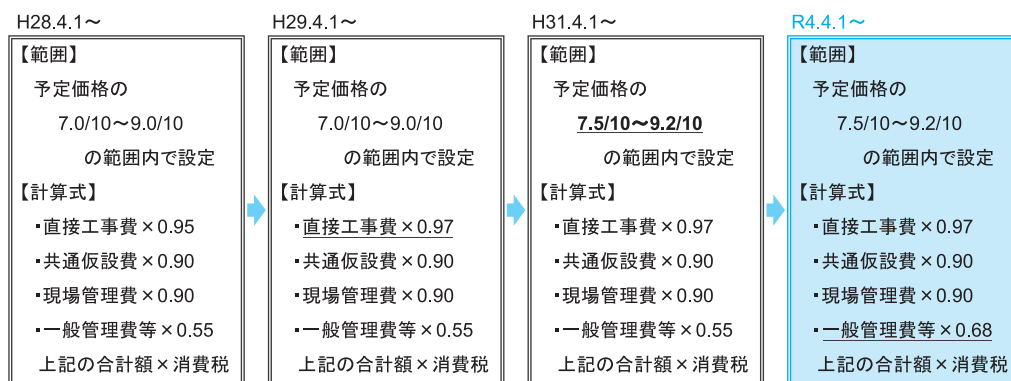 H28.4.1～
【範囲】
予定価格の
7.0/10～9.0/10
の範囲内で設定
【計算式】
・直接工事費×0.95
・共通仮設費×0.90
・現場管理費×0.90
・一般管理費等×0.55
上記の合計額×消費税
H29.4.1～
【範囲】
予定価格の
7.0/10～9.0/10
の範囲内で設定
【計算式】
・直接工事費×0.97
・共通仮設費×0.90
・現場管理費×0.90
・一般管理費等×0.55
上記の合計額×消費税
H31.4.1～
【範囲】
予定価格の
7.5/10～9.2/10
の範囲内で設定
【計算式】
・直接工事費×0.97
・共通仮設費×0.90
・現場管理費×0.90
・一般管理費等×0.55
上記の合計額×消費税
R4.4.1～
【範囲】
予定価格の
7.5/10～9.2/10
の範囲内で設定
【計算式】
・直接工事費×0.97
・共通仮設費×0.90
・現場管理費×0.90
・一般管理費等×0.68
上記の合計額×消費税